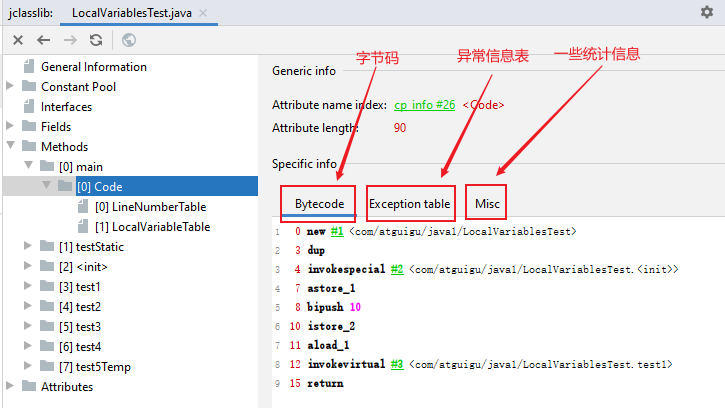 jclasslib: LocalVariablesTest.java
General Information
Constant Pool
Interfaces
Fields
Methods
[0] main
[0] Code
[0] LineNumberTable
[1] LocalVariableTable
[1] testStatic
[2] <init>
[3] test1
[4] test2
[5] test3
[6] test4
[7] test5Temp
Attributes
字节码 异常信息表 一些统计信息
Generic info
Attribute name index: cp_info #26 <Code>
Attribute length: 90
Specific info
Bytecode Exception table Misc
1 0 new #1 <com/atguigu/java1/LocalVariablesTest>
2 3 dup
3 4 invokespecial #2 <com/atguigu/java1/LocalVariablesTest.<init>>
4 7 astore_1
5 8 bipush 10
6 10 istore_2
7 11 aload_1
8 12 invokevirtual #3 <com/atguigu/java1/LocalVariablesTest.test1>
9 15 return